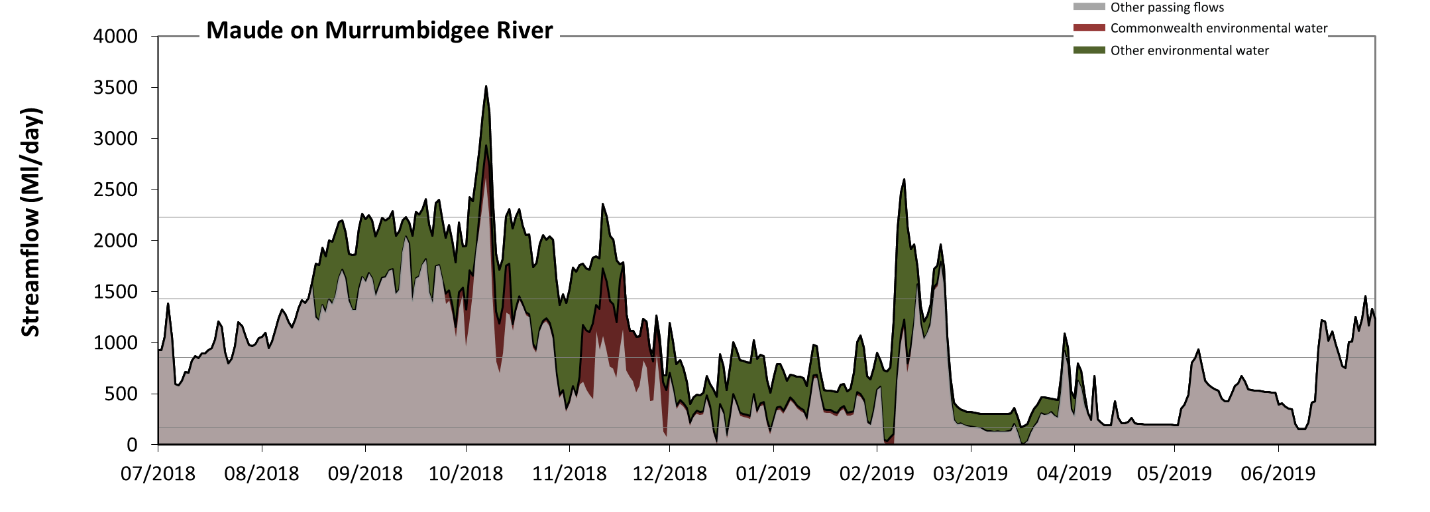 Other passing flows
Commonwealth environmental water
Other environmental water
Maude on Murrumbidgee River
Streamflow (Ml/day)
4000
3500
3000
2500
2000
1500
1000
500
0
07/2018 08/2018 09/2018 10/2018 11/2018 12/2018 01/2019 02/2019 03/2019 04/2019 05/2019 06/2019